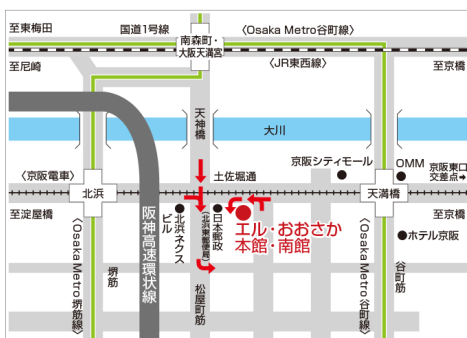 至東梅田
国道1号線
南森町・
大阪天満宮
〈Osaka Metro谷町線〉
至尼崎
〈JR東西線〉
至京橋
天神橋
大川
京阪シティモール
OMM
京阪東口
交差点→
〈京阪電車〉
北浜
土佐堀通
天満橋
至淀屋橋
阪神高速環状線
北浜ネクス
ビル
(北浜東郵便局)
日本郵政
エル・おおさか
本館・南館
至京橋
ホテル京阪
〈Osaka Metro堺筋線〉
堺筋
松屋町筋
〈Osaka Metro谷町線〉
谷町筋